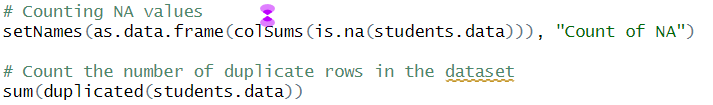 # Counting NA values
setNames(as.data.frame(colSums(is.na(students.data))), "Count of NA")
# Count the number of duplicate rows in the dataset
sum(duplicated(students.data))